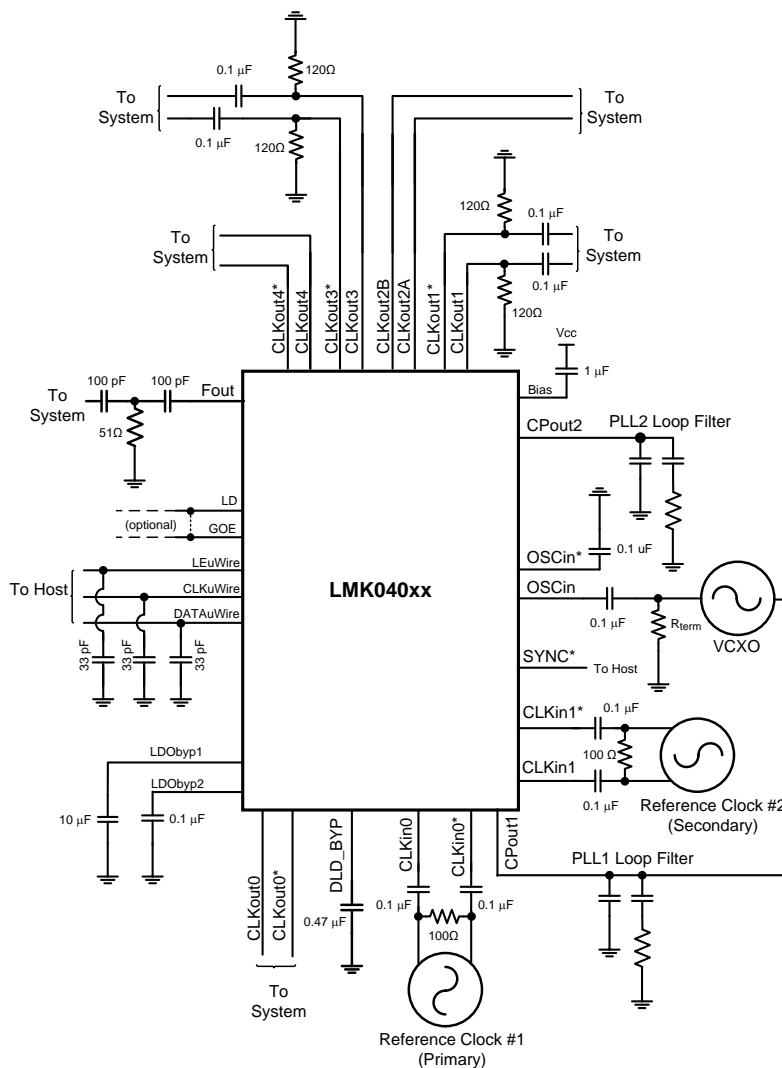 0.1 µF
120Ω
To
System
0.1 µF
120Ω
To
System
120Ω
0.1 µF
To
System
0.1 µF
120Ω
To
System
CLKout4*
CLKout4
CLKout3*
CLKout3
CLKout2B
CLKout2A
CLKout1*
CLKout1
Vcc
1 µF
Bias
To
System
100 pF
100 pF
Fout
51Ω
CPout2
PLL2 Loop Filter
LD
(optional)
GOE
OSCin*
0.1 uF
LEuWire
To Host
CLKuWire
DATAuWire
33 pF
33 pF
33 pF
LMK040xx
OSCin
0.1 µF
Rterm
VCXO
SYNC*
To Host
CLKin1*
0.1 µF
100 Ω
CLKin1
0.1 µF
Reference Clock #2
(Secondary)
LDObyp1
LDObyp2
10 µF
0.1 µF
CLKout0
CLKout0*
To
System
DLD_BYP
0.47 µF
CLKin0
CLKin0*
0.1 µF
0.1 µF
100Ω
Reference Clock #1
(Primary)
CPout1
PLL1 Loop Filter